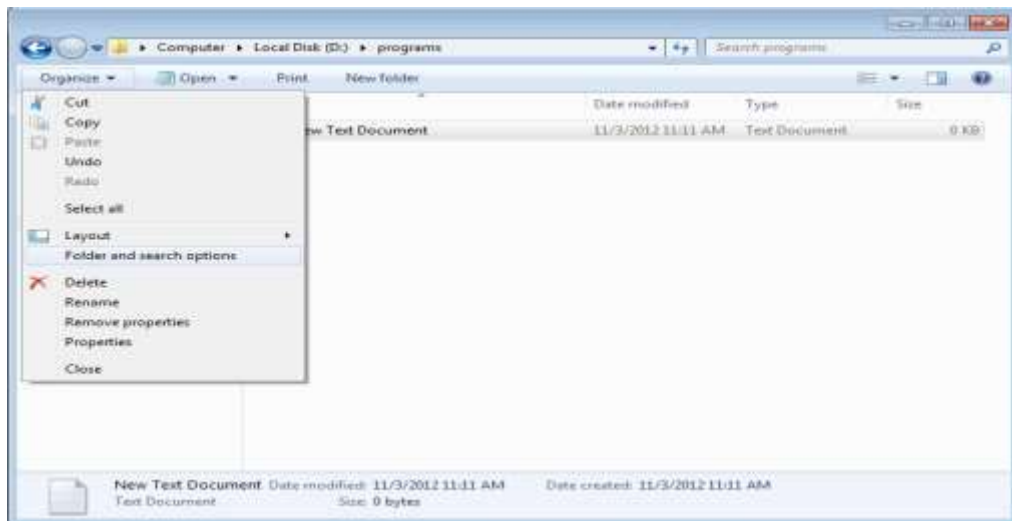 Computer Local Disk (D:) programs Search programs
Organize Open Print New folder
Cut
Copy
Paste
Undo
Redo
Select all
Layout
Folder and search options
Delete
Rename
Remove properties
Properties
Close
Date modified Type Size
ew Text Document 11/3/2012 11:11 AM Text Document 0 KB
New Text Document Date modified: 11/3/2012 11:11 AM Date created: 11/3/2012 11:11 AM
Text Document Size: 0 bytes